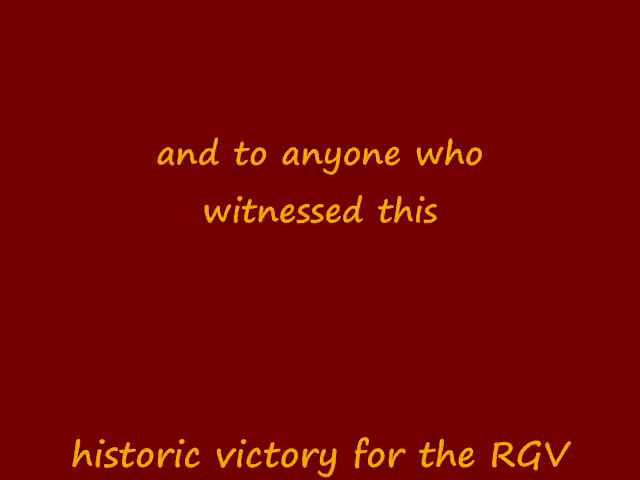 and to anyone who
witnessed this
historic victory for the RGV